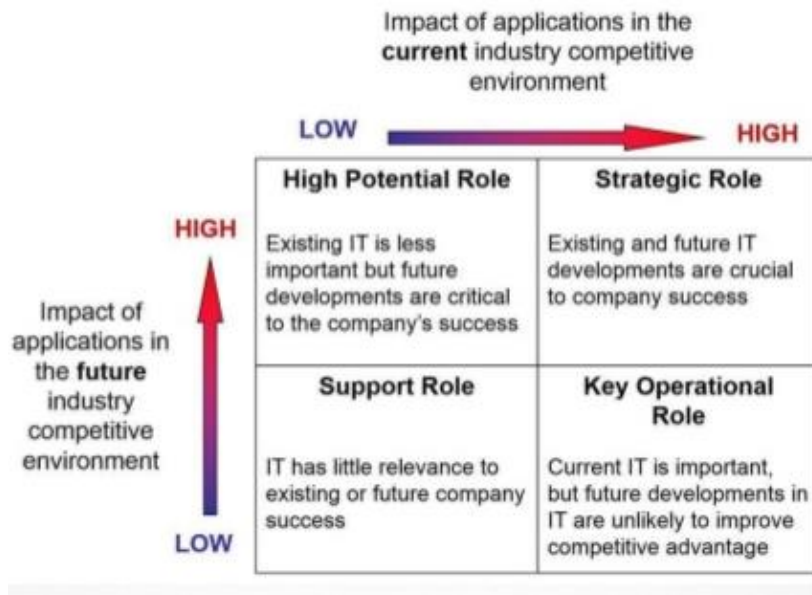 Impact of applications in the
current industry competitive
environment
LOW
HIGH
High Potential Role
Strategic Role
HIGH
Existing IT is less
important but future
developments are critical
to the company's success
Existing and future IT
developments are crucial
to company success
Impact of
applications in
the future
industry
competitive
environment
Support Role
Key Operational
Role
IT has little relevance to
existing or future company
success
Current IT is important,
but future developments in
IT are unlikely to improve
competitive advantage
LOW